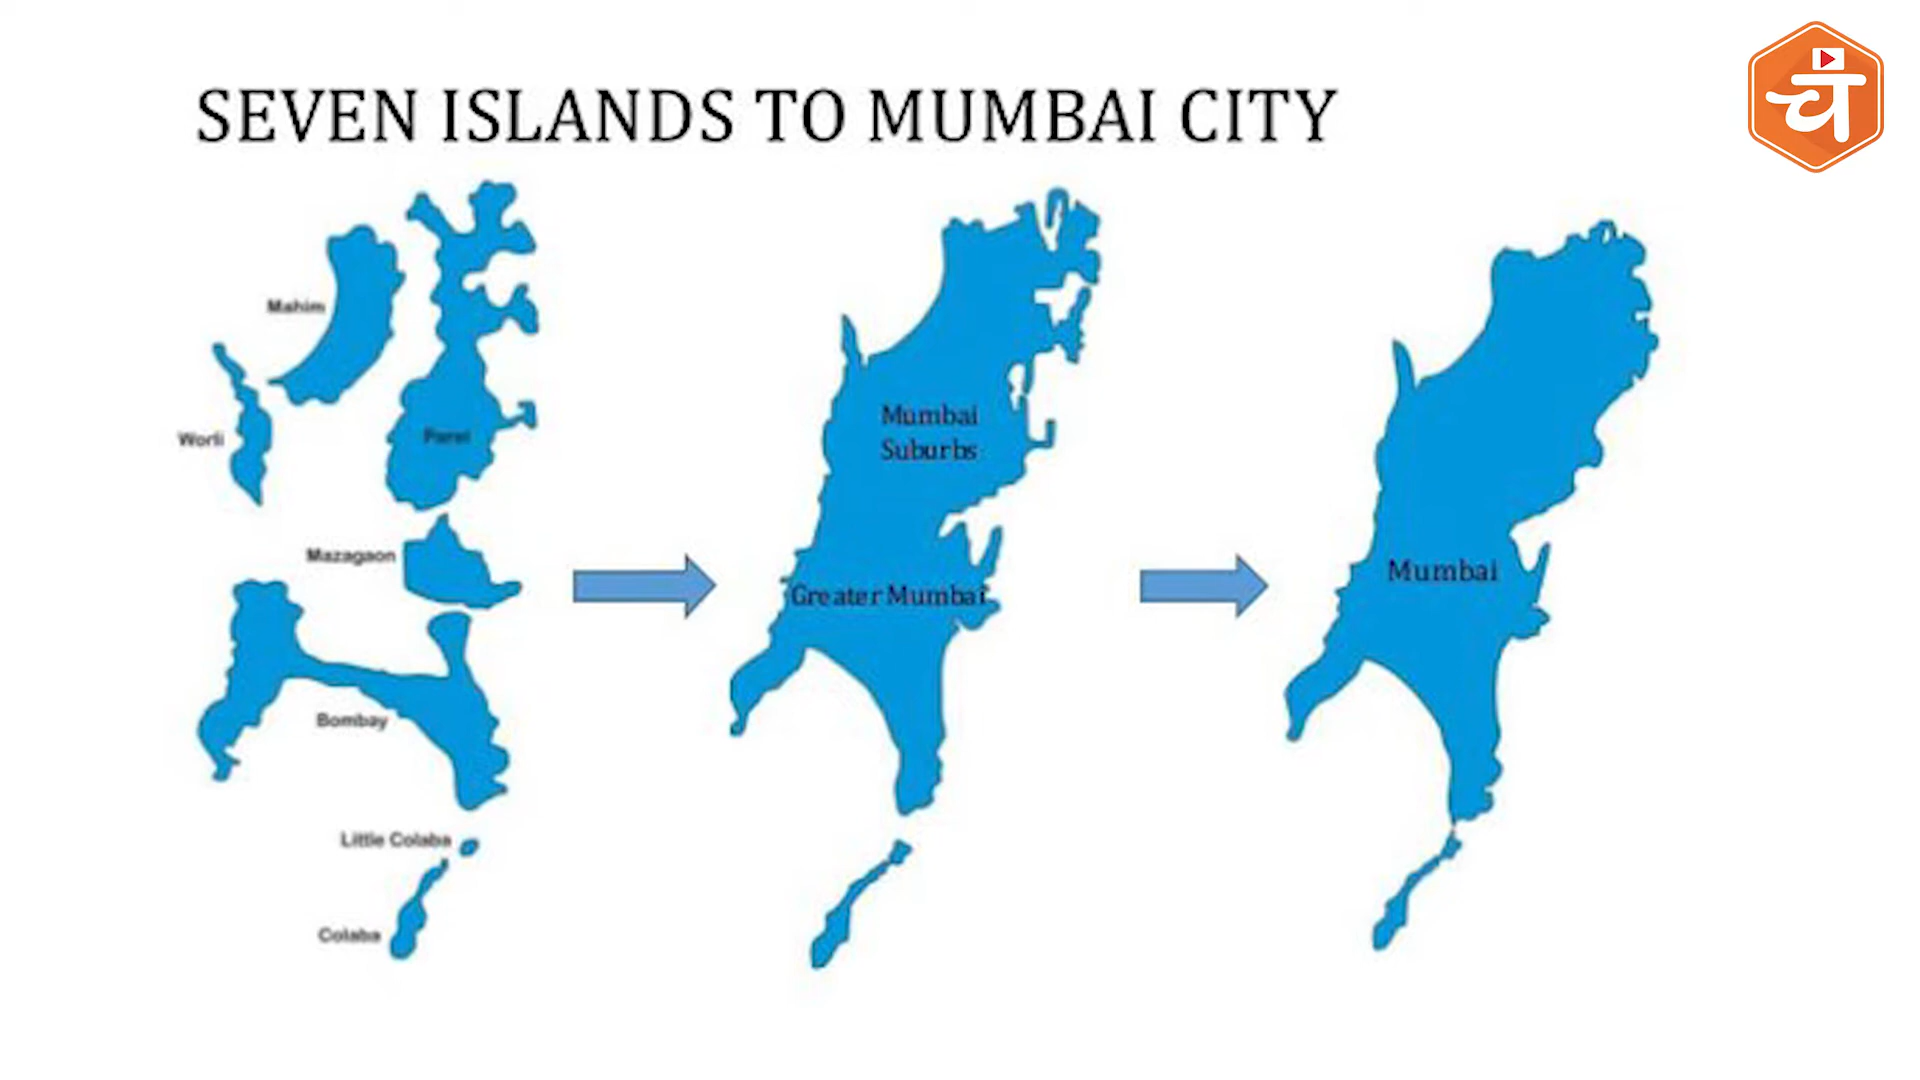 SEVEN ISLANDS TO MUMBAI CITY
चॅ
Mahim
Worli
Parel
Mazagaon
Bombay
Little Colaba
Colaba
Mumbai
Suburbs
Greater Mumbai
Mumbai